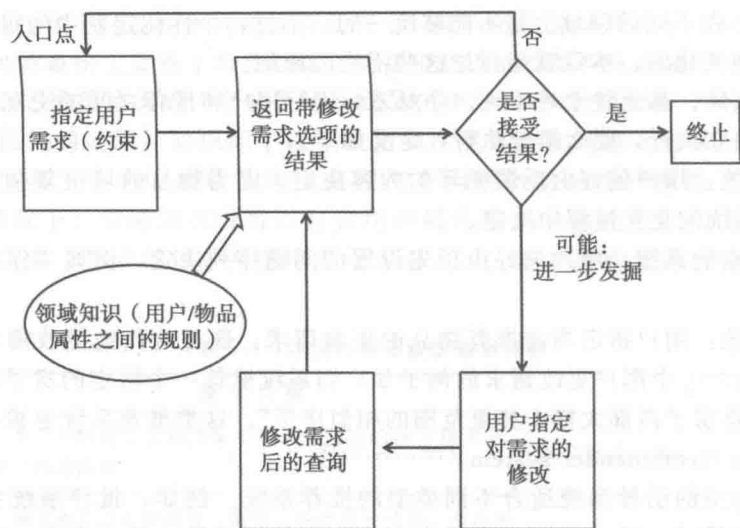 入口点
否
指定用户
需求（约束）
返回带修改
需求选项的
结果
是否
接受
结果？
是
终止
可能：
进一步发掘
领域知识（用户/物品
属性之间的规则）
修改需求
后的查询
用户指定
对需求的
修改